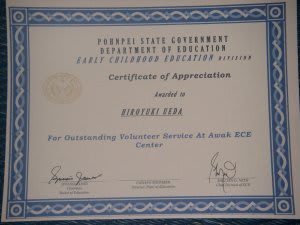 POHNPEI STATE GOVERNMENT
DEPARTMENT OF EDUCATION
EARLY CHILDHOOD EDUCATION DIVISION
Certificate of Appreciation
Awarded to
HIROYUKI UEDA
For Outstanding Volunteer Service At Awak ECE
Center